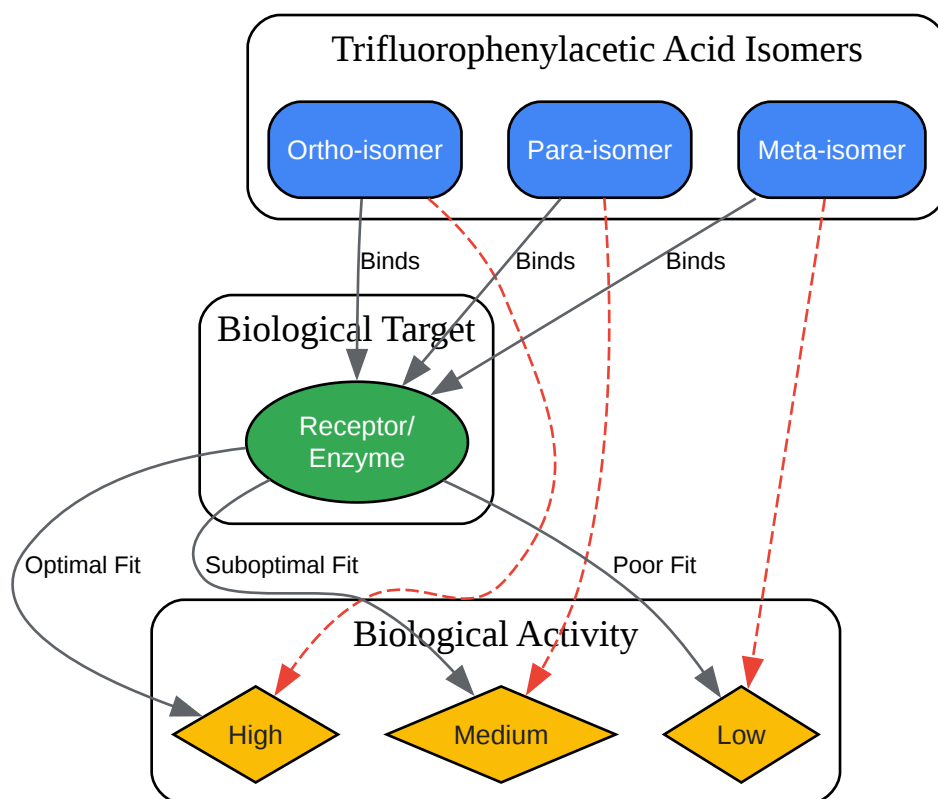 Trifluorophenylacetic Acid Isomers
Ortho-isomer
Para-isomer
Meta-isomer
Binds
Binds
Binds
Biological Target
Receptor/
Enzyme
Optimal Fit
Suboptimal Fit
Poor Fit
Biological Activity
High
Medium
Low